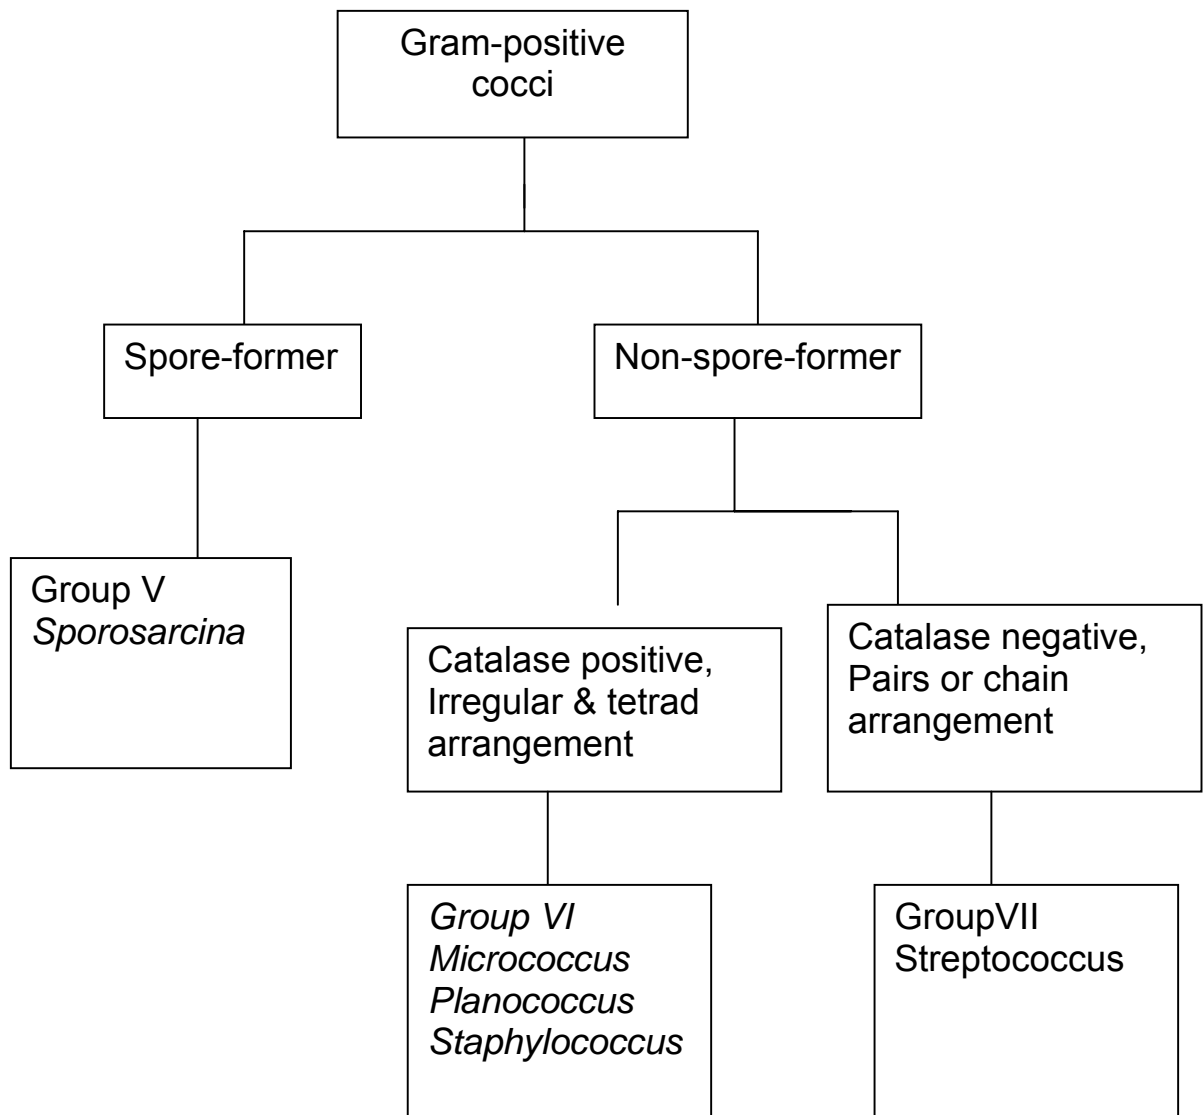 Gram-positive
cocci
Spore-former
Non-spore-former
Group V
Sporosarcina
Catalase positive,
Irregular & tetrad
arrangement
Catalase negative,
Pairs or chain
arrangement
Group VI
Micrococcus
Planococcus
Staphylococcus
GroupVII
Streptococcus